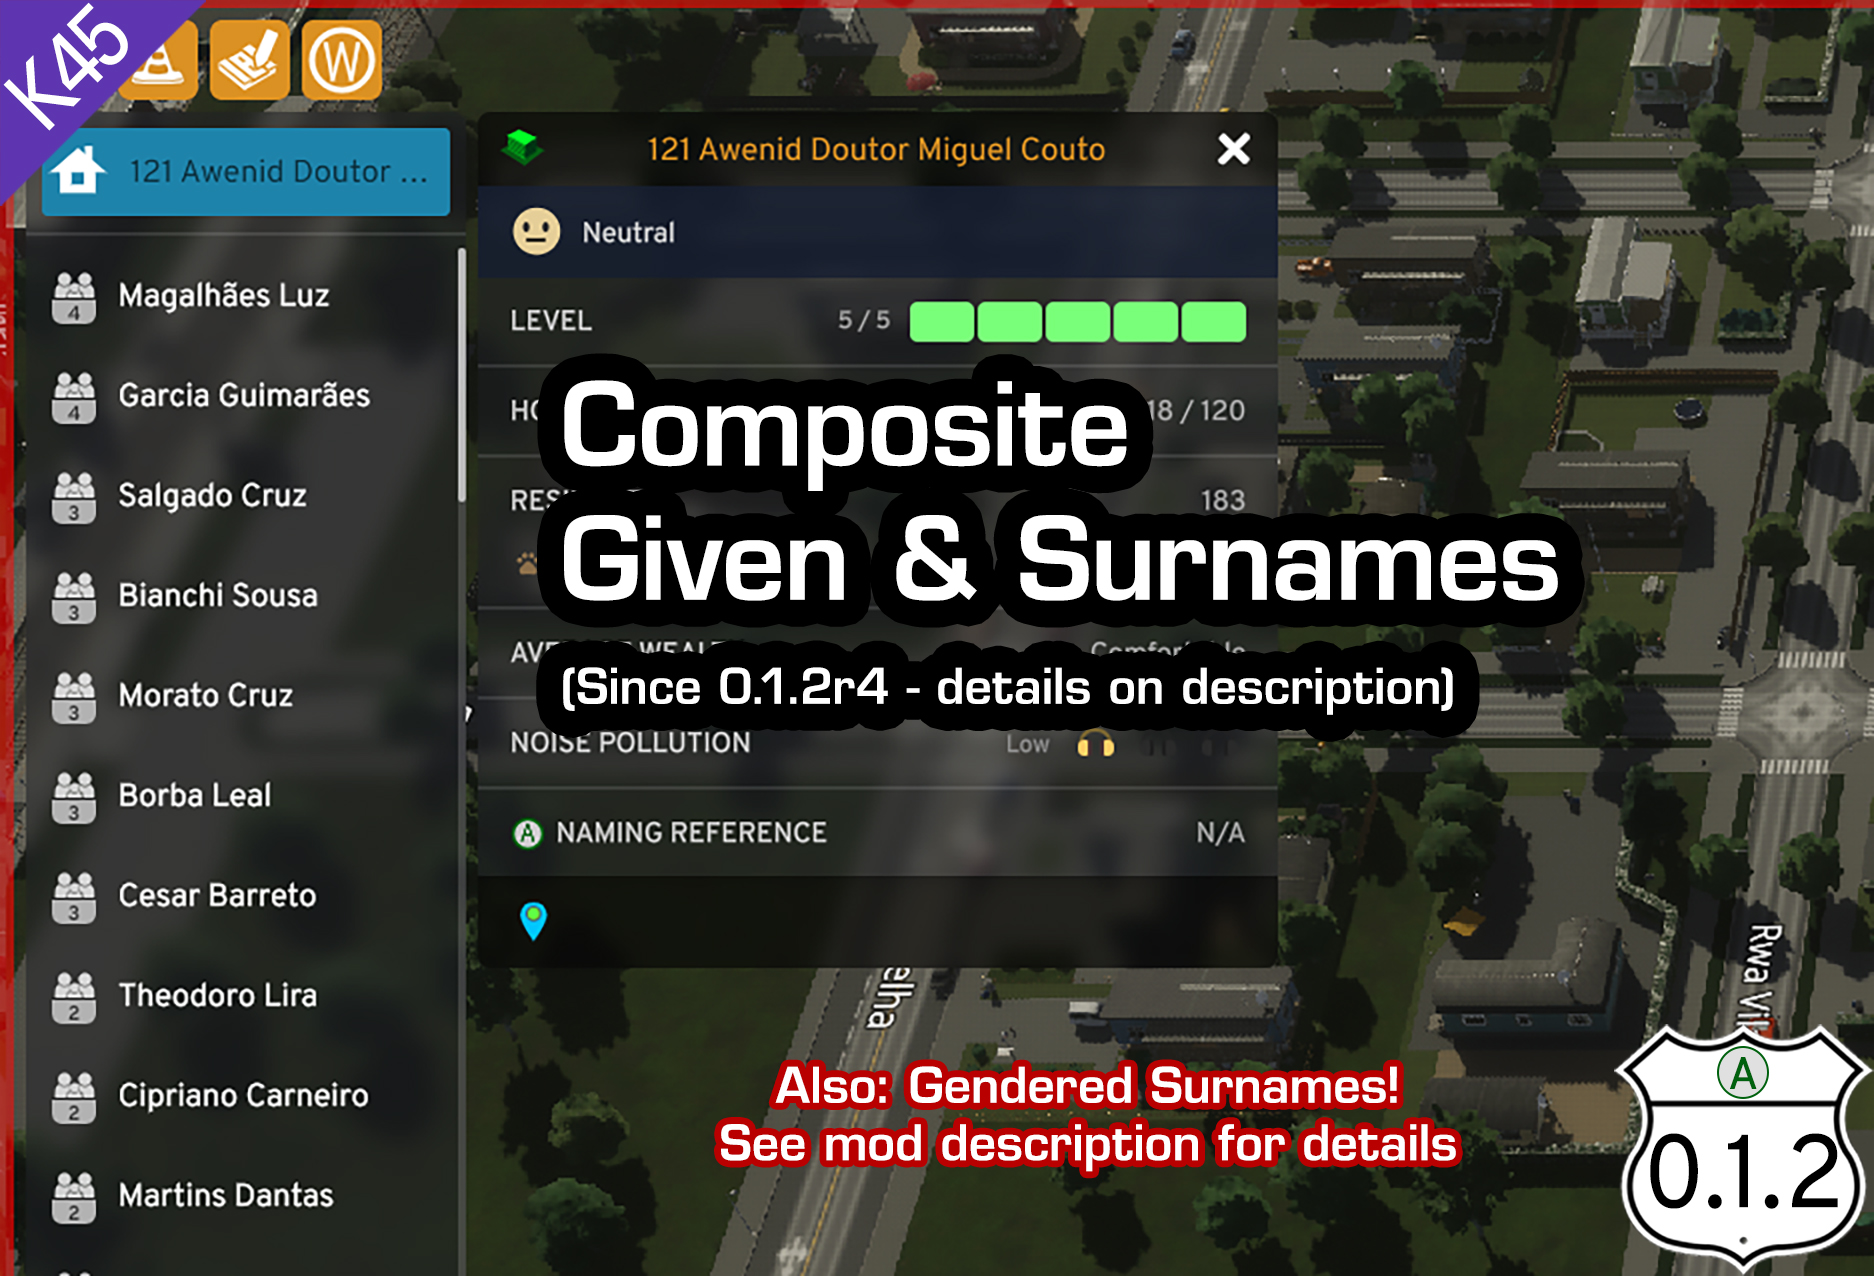 K45
W
121 Awenid Doutor ...
121 Awenid Doutor Miguel Couto
Neutral
4 Magalhães Luz
4 Garcia Guimarães
3 Salgado Cruz
3 Bianchi Sousa
3 Morato Cruz
3 Borba Leal
3 Cesar Barreto
2 Theodoro Lira
2 Cipriano Carneiro
2 Martins Dantas
LEVEL 5 / 5
18 / 120
183
Composite
Given & Surnames
(Since 0.1.2r4 - details on description)
NOISE POLLUTION Low
A NAMING REFERENCE N/A
Rwa
Also: Gendered Surnames!
See mod description for details
A
0.1.2